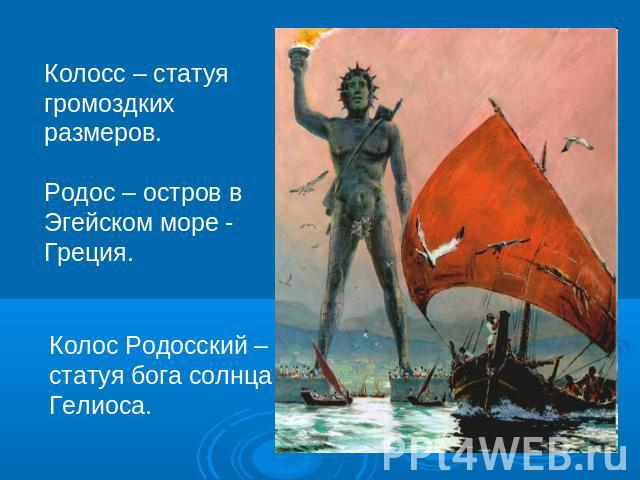 Колосс – статуя
громоздких
размеров.
Родос – остров в
Эгейском море -
Греция.
Колос Родосский –
статуя бога солнца
Гелиоса.
PPt4WEB.ru